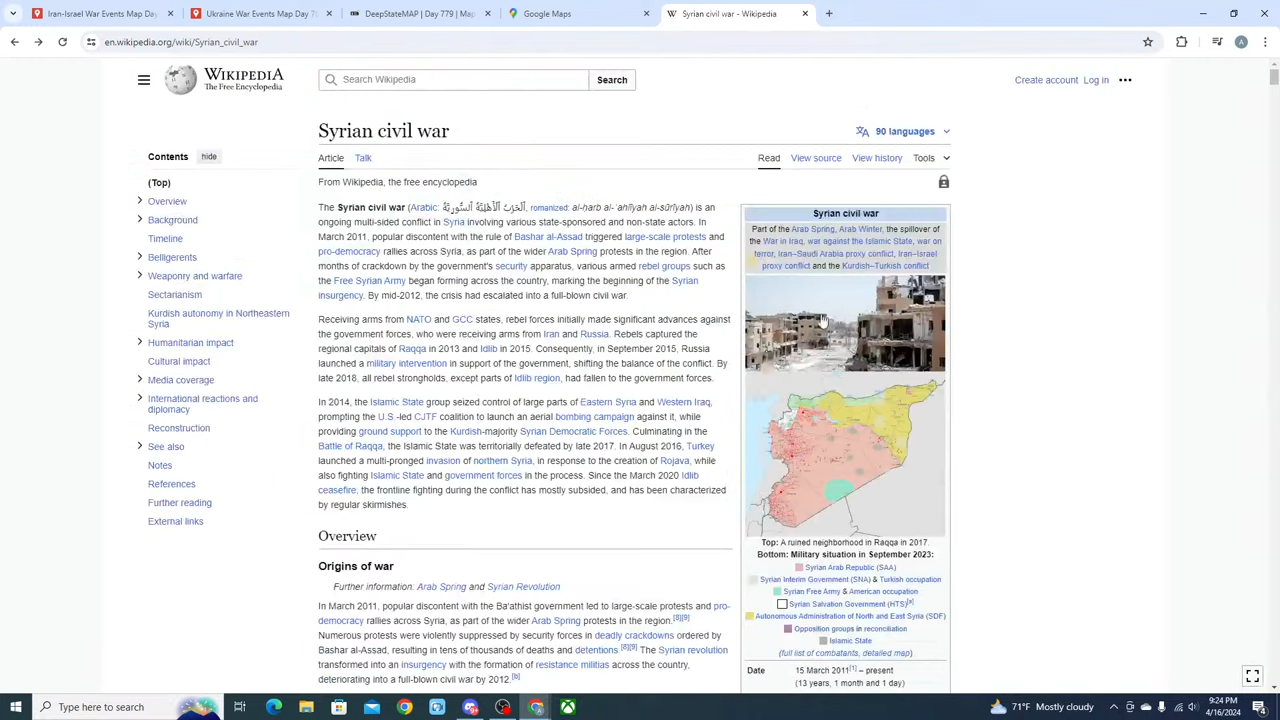 Iran-Israel War Events Map Day
Ukraine War Events Map Day 7
DeepStateMAP | Day 779 | Map
Google Maps
Syrian civil war - Wikipedia
en.wikipedia.org/wiki/Syrian_civil_war
WIKIPEDIA
The Free Encyclopedia
Search Wikipedia
Search
Create account Log in
Syrian civil war
90 languages
Article Talk
Read View source View history Tools
From Wikipedia, the free encyclopedia
Contents hide
(Top)
Overview
Background
Timeline
Belligerents
Weaponry and warfare
Sectarianism
Kurdish autonomy in Northeastern
Syria
Humanitarian impact
Cultural impact
Media coverage
International reactions and
diplomacy
Reconstruction
See also
Notes
References
Further reading
External links
The Syrian civil war (Arabic: ٱلْحَرْبُ ٱلْأَهْلِيَّةُ ٱلسُّورِيَّةُ, romanized: al-ḥarb al-ʾahlīyah al-sūrīyah) is an
ongoing multi-sided conflict in Syria involving various state-sponsored and non-state actors. In
March 2011, popular discontent with the rule of Bashar al-Assad triggered large-scale protests and
pro-democracy rallies across Syria, as part of the wider Arab Spring protests in the region. After
months of crackdown by the government's security apparatus, various armed rebel groups such as
the Free Syrian Army began forming across the country, marking the beginning of the Syrian
insurgency. By mid-2012, the crisis had escalated into a full-blown civil war.
Receiving arms from NATO and GCC states, rebel forces initially made significant advances against
the government forces, who were receiving arms from Iran and Russia. Rebels captured the
regional capitals of Raqqa in 2013 and Idlib in 2015. Consequently, in September 2015, Russia
launched a military intervention in support of the government, shifting the balance of the conflict. By
late 2018, all rebel strongholds, except parts of Idlib region, had fallen to the government forces.
In 2014, the Islamic State group seized control of large parts of Eastern Syria and Western Iraq,
prompting the U.S.-led CJTF coalition to launch an aerial bombing campaign against it, while
providing ground support to the Kurdish-majority Syrian Democratic Forces. Culminating in the
Battle of Raqqa, the Islamic State was territorially defeated by late 2017. In August 2016, Turkey
launched a multi-pronged invasion of northern Syria, in response to the creation of Rojava, while
also fighting Islamic State and government forces in the process. Since the March 2020 Idlib
ceasefire, the frontline fighting during the conflict has mostly subsided, and has been characterized
by regular skirmishes.
Overview
Origins of war
Further information: Arab Spring and Syrian Revolution
In March 2011, popular discontent with the Ba'athist government led to large-scale protests and pro-
democracy rallies across Syria, as part of the wider Arab Spring protests in the region.[8][9]
Numerous protests were violently suppressed by security forces in deadly crackdowns ordered by
Bashar al-Assad, resulting in tens of thousands of deaths and detentions [8][9] The Syrian revolution
transformed into an insurgency with the formation of resistance militias across the country,
deteriorating into a full-blown civil war by 2012.[b]
Syrian civil war
Part of the Arab Spring, Arab Winter, the spillover of
the War in Iraq, war against the Islamic State, war on
terror, Iran–Saudi Arabia proxy conflict, Iran–Israel
proxy conflict and the Kurdish–Turkish conflict
Top: A ruined neighborhood in Raqqa in 2017.
Bottom: Military situation in September 2023:
Syrian Arab Republic (SAA)
Syrian Interim Government (SNA) & Turkish occupation
Syrian Free Army & American occupation
Syrian Salvation Government (HTS)[a]
Autonomous Administration of North and East Syria (SDF)
Opposition groups in reconciliation
Islamic State
(full list of combatants, detailed map)
Date 15 March 2011[1] – present
(13 years, 1 month and 1 day)
Type here to search
71°F Mostly cloudy
9:24 PM
4/16/2024